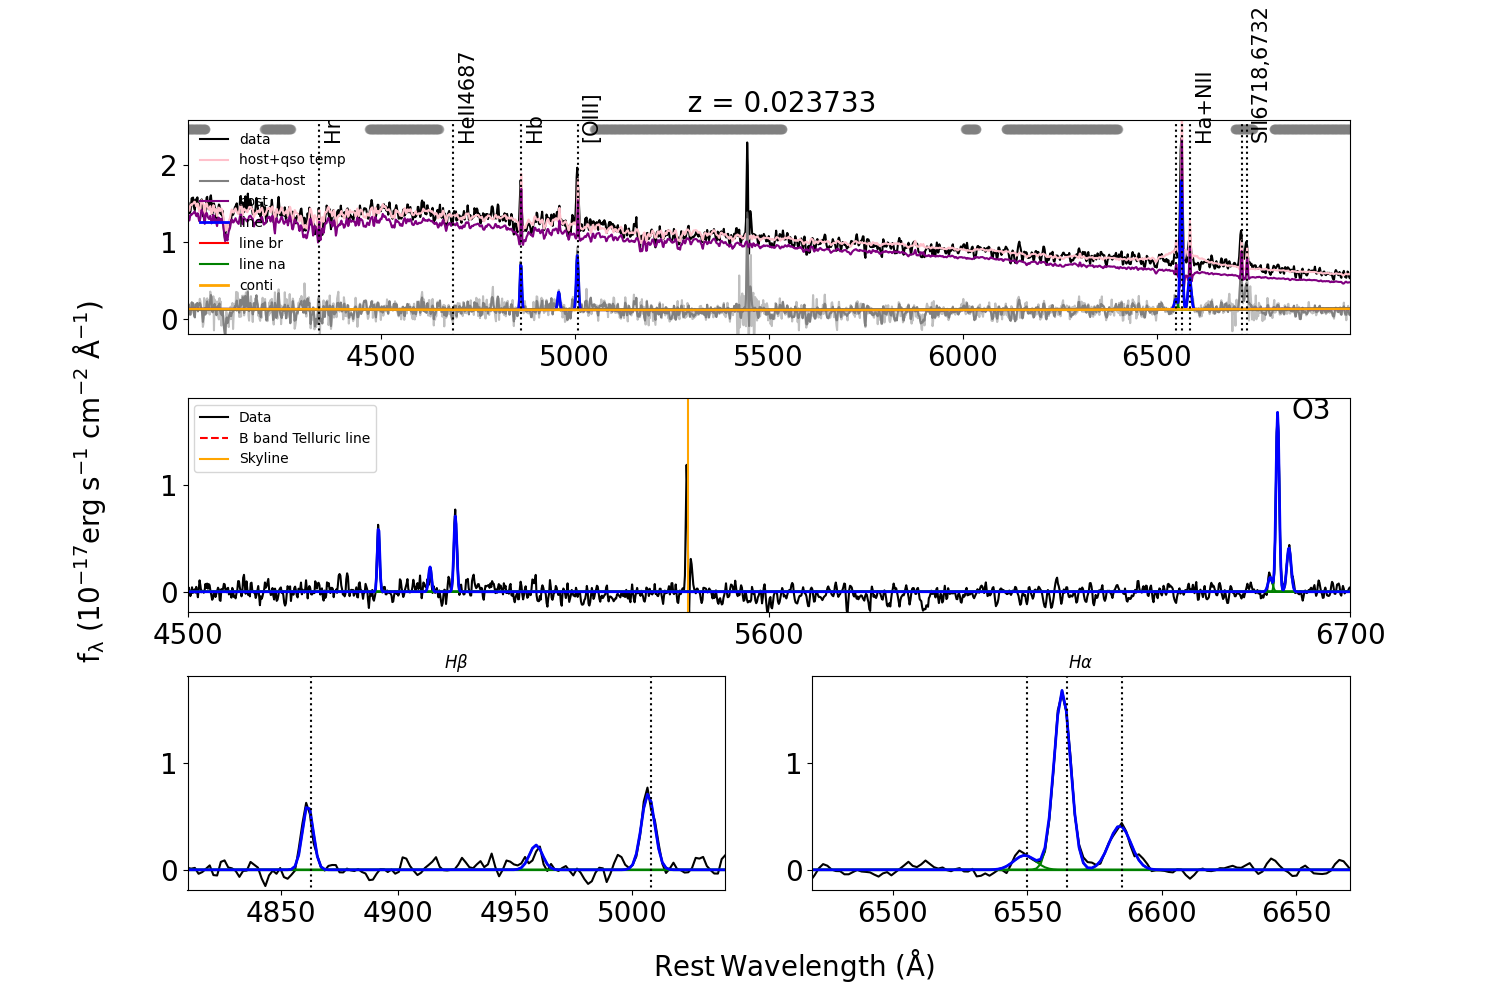 z = 0.023733
Hr
HeII4687
Hb
[OIII]
Ha+NII
SII6718,6732
data
host+qso temp
data-host
host
line
line br
line na
conti
2
1
0
4500
5000
5500
6000
6500
fλ (10−17erg s−1 cm−2 Å−1)
Data
B band Telluric line
Skyline
O3
1
0
4500
5600
6700
Hβ
1
0
4850
4900
4950
5000
Hα
1
0
6500
6550
6600
6650
Rest Wavelength (Å)